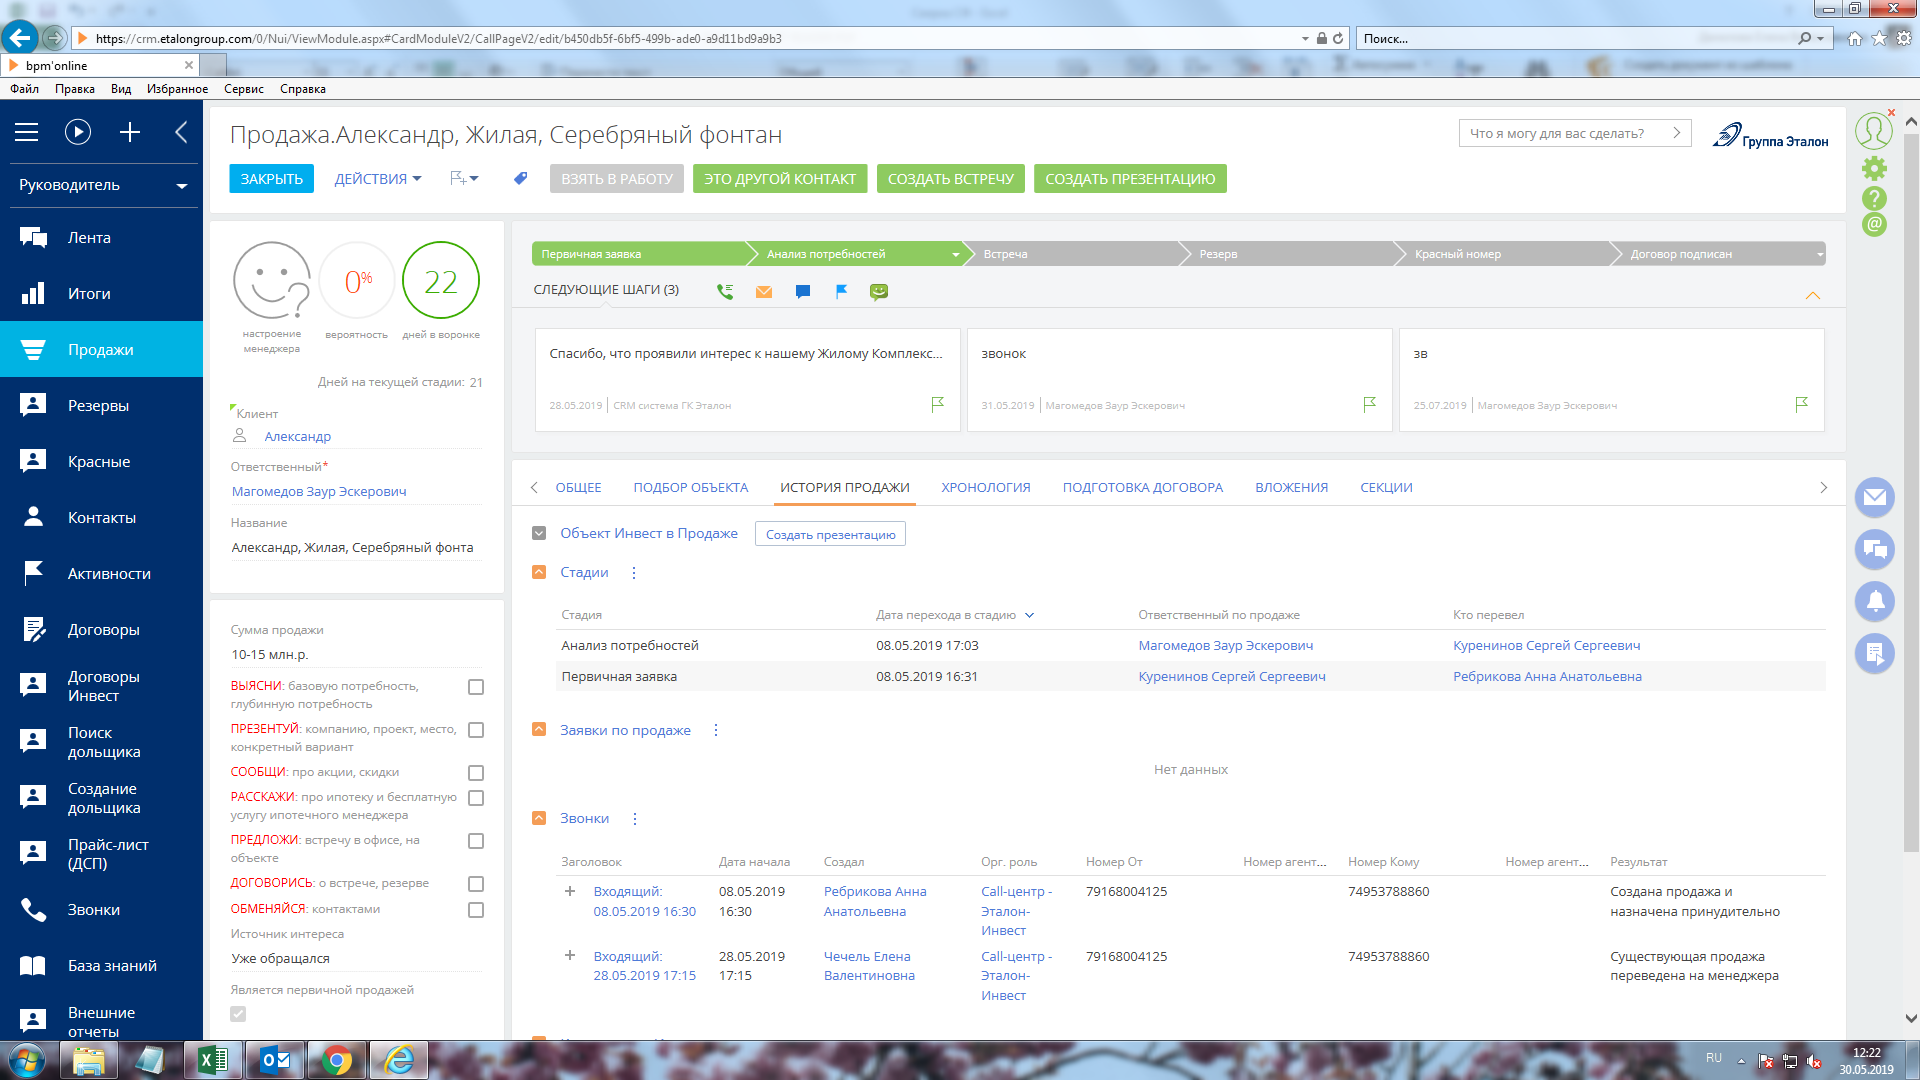 https://crm.etalongroup.com/0/Nui/ViewModule.aspx#CardModuleV2/CallPageV2/edit/b450db5f-6bf5-499b-ade0-a9d11bd9a9b3
Поиск...
bpm'online
Файл Правка Вид Избранное Сервис Справка
Руководитель
Лента
Итоги
Продажи
Резервы
Красные
Контакты
Активности
Договоры
Договоры
Инвест
Поиск
дольщика
Создание
дольщика
Прайс-лист
(ДСП)
Звонки
База знаний
Внешние
отчеты
Продажа.Александр, Жилая, Серебряный фонтан
Что я могу для вас сделать?
Группа Эталон
ЗАКРЫТЬ ДЕЙСТВИЯ ВЗЯТЬ В РАБОТУ ЭТО ДРУГОЙ КОНТАКТ СОЗДАТЬ ВСТРЕЧУ СОЗДАТЬ ПРЕЗЕНТАЦИЮ
0% 22
настроение
менеджера
вероятность
дней в воронке
Дней на текущей стадии: 21
Клиент
Александр
Ответственный*
Магомедов Заур Эскерович
Название
Александр, Жилая, Серебряный фонта
Сумма продажи
10-15 млн.р.
ВЫЯСНИ: базовую потребность,
глубинную потребность
ПРЕЗЕНТУЙ: компанию, проект, место,
конкретный вариант
СООБЩИ: про акции, скидки
РАССКАЖИ: про ипотеку и бесплатную
услугу ипотечного менеджера
ПРЕДЛОЖИ: встречу в офисе, на
объекте
ДОГОВОРИСЬ: о встрече, резерве
ОБМЕНЯЙСЯ: контактами
Источник интереса
Уже обращался
Является первичной продажей
Первичная заявка Анализ потребностей Встреча Резерв Красный номер Договор подписан
СЛЕДУЮЩИЕ ШАГИ (3)
Спасибо, что проявили интерес к нашему Жилому Комплекс...
28.05.2019 CRM система ГК Эталон
звонок
31.05.2019 Магомедов Заур Эскерович
зв
25.07.2019 Магомедов Заур Эскерович
ОБЩЕЕ ПОДБОР ОБЪЕКТА ИСТОРИЯ ПРОДАЖИ ХРОНОЛОГИЯ ПОДГОТОВКА ДОГОВОРА ВЛОЖЕНИЯ СЕКЦИИ
Объект Инвест в Продаже Создать презентацию
Стадии
Стадия Дата перехода в стадию Ответственный по продаже Кто перевел
Анализ потребностей 08.05.2019 17:03 Магомедов Заур Эскерович Куренинов Сергей Сергеевич
Первичная заявка 08.05.2019 16:31 Куренинов Сергей Сергеевич Ребрикова Анна Анатольевна
Заявки по продаже
Нет данных
Звонки
Заголовок Дата начала Создал Орг. роль Номер От Номер агент... Номер Кому Номер агент... Результат
Входящий: 08.05.2019 Ребрикова Анна Call-центр - 79168004125 74953788860 Создана продажа и
08.05.2019 16:30 16:30 Анатольевна Эталон- назначена принудительно
Инвест
Входящий: 28.05.2019 Чечель Елена Call-центр - 79168004125 74953788860 Существующая продажа
28.05.2019 17:15 17:15 Валентиновна Эталон- переведена на менеджера
Инвест
RU
12:22
30.05.2019